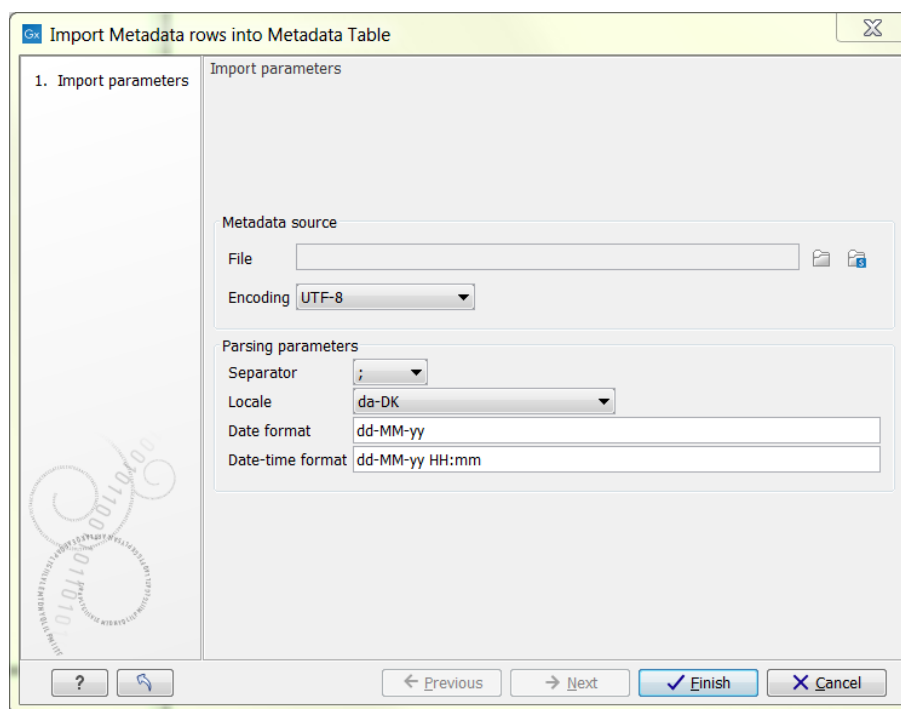 Gx Import Metadata rows into Metadata Table
1. Import parameters
Import parameters
Metadata source
File
S
Encoding UTF-8
Parsing parameters
Separator ;
Locale da-DK
Date format dd-MM-yy
Date-time format dd-MM-yy HH:mm
? Previous Next Finish Cancel